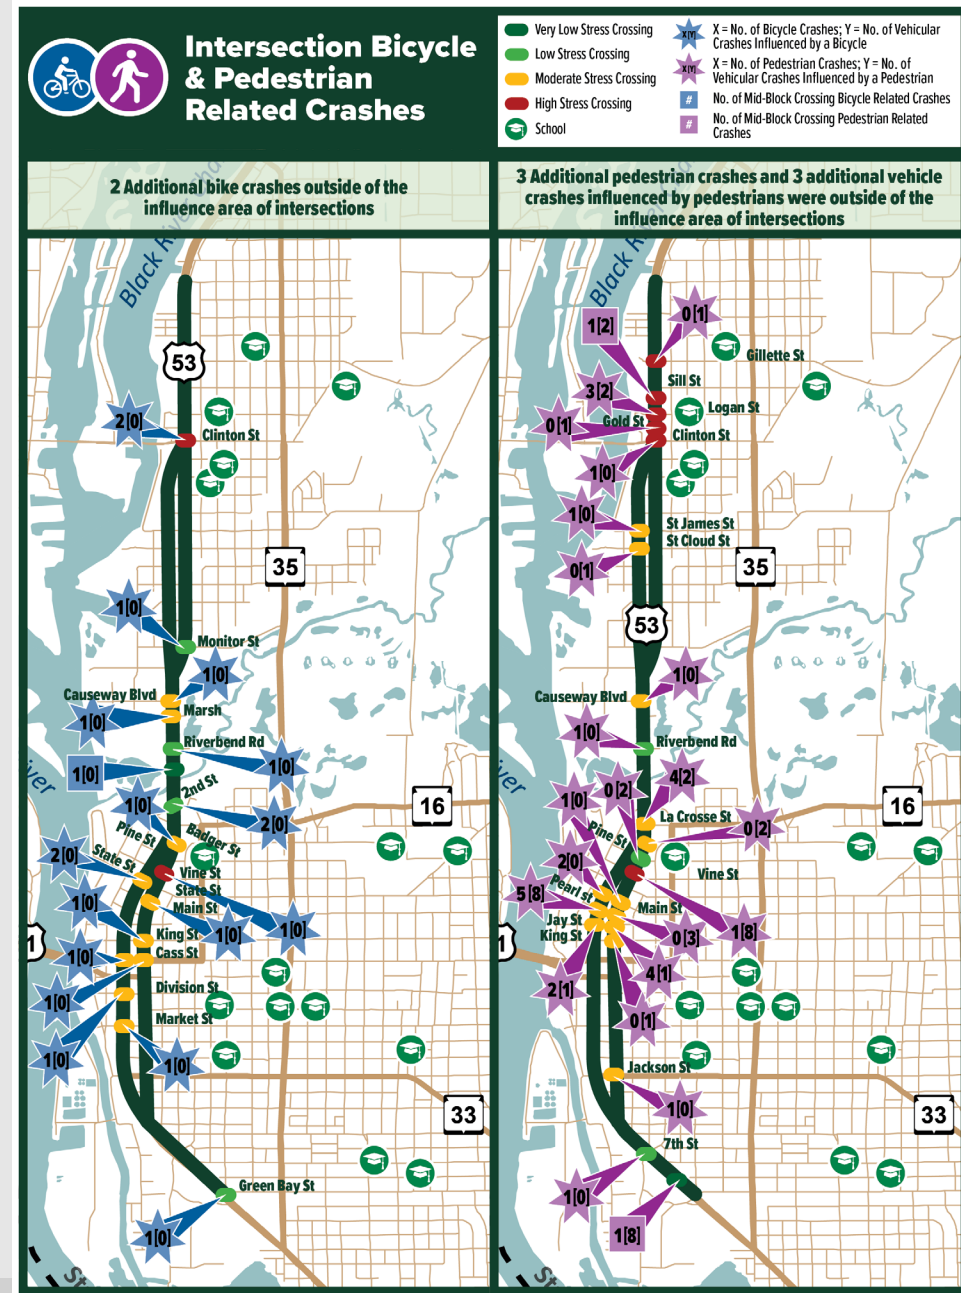 Intersection Bicycle
& Pedestrian
Related Crashes
Very Low Stress Crossing
Low Stress Crossing
Moderate Stress Crossing
High Stress Crossing
School
X[Y]
X = No. of Bicycle Crashes; Y = No. of Vehicular
Crashes Influenced by a Bicycle
X[Y]
X = No. of Pedestrian Crashes; Y = No. of
Vehicular Crashes Influenced by a Pedestrian
#
No. of Mid-Block Crossing Bicycle Related Crashes
#
No. of Mid-Block Crossing Pedestrian Related
Crashes
2 Additional bike crashes outside of the
influence area of intersections
Black River
53
2[0]
Clinton St
35
1[0]
Monitor St
1[0]
Causeway Blvd
Marsh
1[0]
Riverbend Rd
1[0]
1[0]
2nd St
1[0]
16
2[0]
Pine St
Badger St
2[0]
State St
Vine St
State St
1[0]
Main St
1[0]
1[0]
King St
1[0]
Cass St
1[0]
Division St
Market St
1[0]
1[0]
33
Green Bay St
1[0]
St
3 Additional pedestrian crashes and 3 additional vehicle
crashes influenced by pedestrians were outside of the
influence area of intersections
Black River
1[2]
0[1]
Gillette St
Sill St
3[2]
Logan St
0[1]
Gold St
Clinton St
1[0]
1[0]
St James St
St Cloud St
0[1]
35
53
1[0]
Causeway Blvd
1[0]
Riverbend Rd
4[2]
0[2]
1[0]
16
La Crosse St
0[2]
Pine St
2[0]
Vine St
5[8]
Pearl St
Main St
Jay St
King St
0[3]
1[8]
4[1]
2[1]
0[1]
Jackson St
1[0]
33
7th St
1[0]
1[8]
St